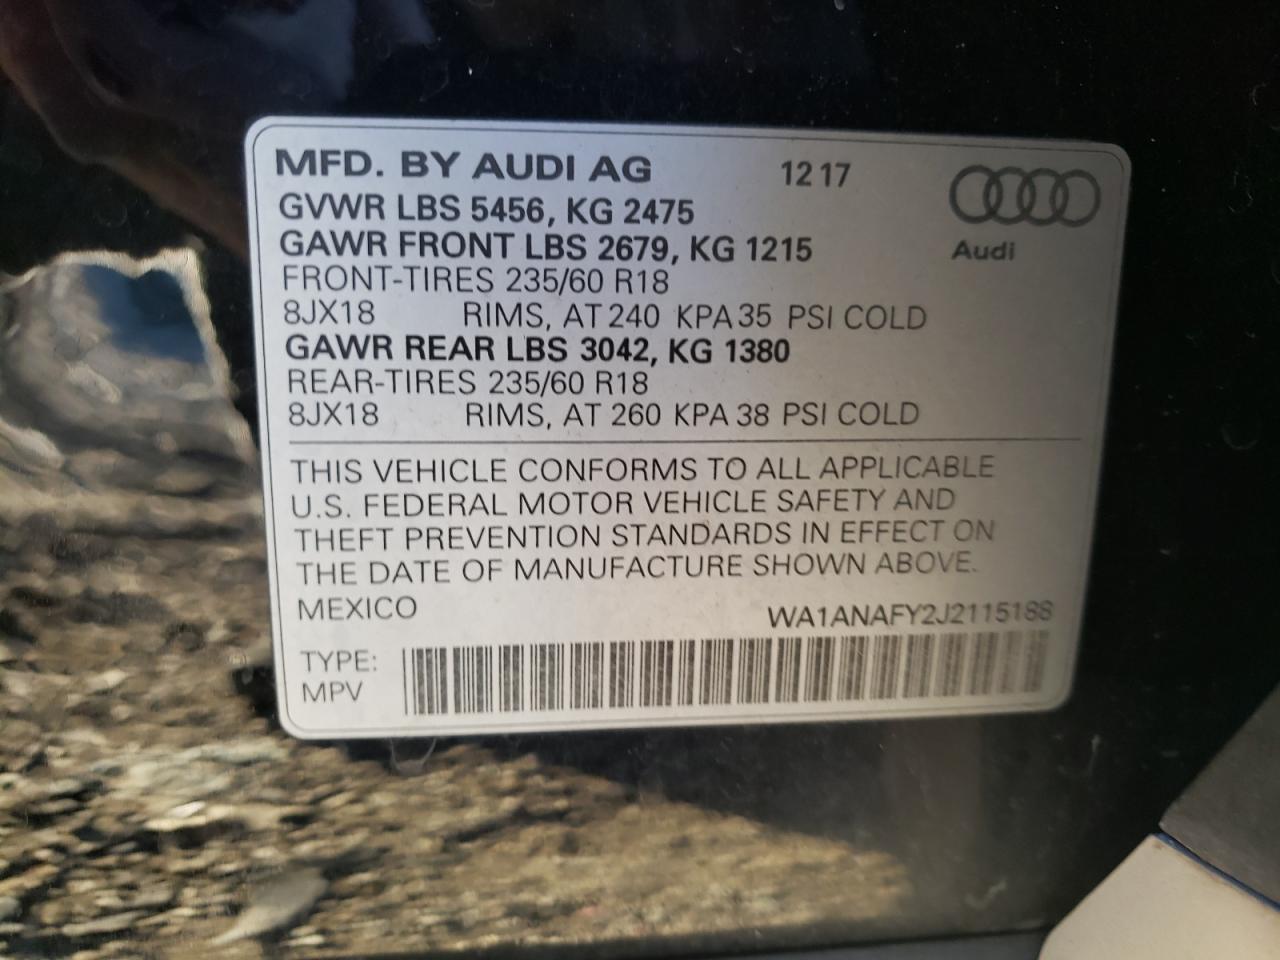 MFD. BY AUDI AG 12 17
GVWR LBS 5456, KG 2475
GAWR FRONT LBS 2679, KG 1215
Audi
FRONT-TIRES 235/60 R18
8JX18 RIMS, AT 240 KPA 35 PSI COLD
GAWR REAR LBS 3042, KG 1380
REAR-TIRES 235/60 R18
8JX18 RIMS, AT 260 KPA 38 PSI COLD
THIS VEHICLE CONFORMS TO ALL APPLICABLE
U.S. FEDERAL MOTOR VEHICLE SAFETY AND
THEFT PREVENTION STANDARDS IN EFFECT ON
THE DATE OF MANUFACTURE SHOWN ABOVE.
MEXICO WA1ANAFY2J2115188
TYPE:
MPV